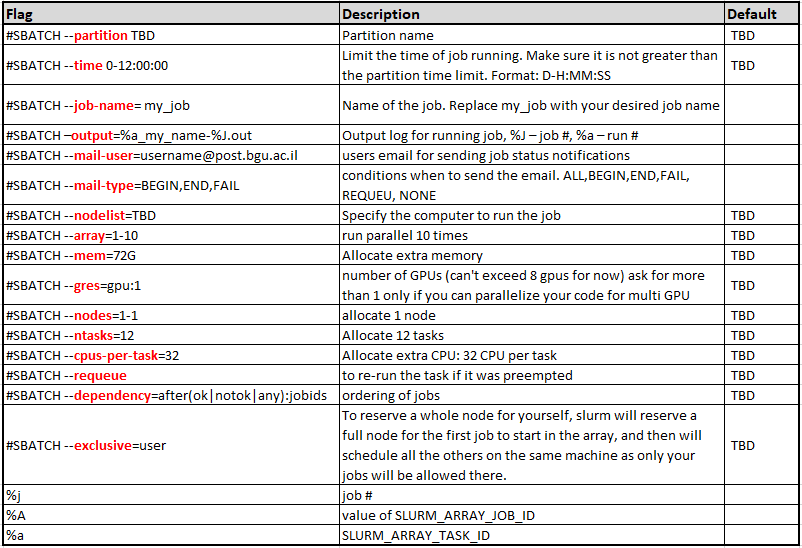 Flag Description Default
#SBATCH --partition TBD Partition name TBD
#SBATCH --time 0-12:00:00 Limit the time of job running. Make sure it is not greater than
the partition time limit. Format: D-H:MM:SS TBD
#SBATCH --job-name= my_job Name of the job. Replace my_job with your desired job name
#SBATCH –output=%a_my_name-%J.out Output log for running job, %J – job #, %a – run #
#SBATCH --mail-user=username@post.bgu.ac.il users email for sending job status notifications
#SBATCH --mail-type=BEGIN,END,FAIL conditions when to send the email. ALL,BEGIN,END,FAIL,
REQUEU, NONE
#SBATCH --nodelist=TBD Specify the computer to run the job TBD
#SBATCH --array=1-10 run parallel 10 times TBD
#SBATCH --mem=72G Allocate extra memory TBD
#SBATCH --gres=gpu:1 number of GPUs (can't exceed 8 gpus for now) ask for more
than 1 only if you can parallelize your code for multi GPU TBD
#SBATCH --nodes=1-1 allocate 1 node TBD
#SBATCH --ntasks=12 Allocate 12 tasks TBD
#SBATCH --cpus-per-task=32 Allocate extra CPU: 32 CPU per task TBD
#SBATCH --requeue to re-run the task if it was preempted TBD
#SBATCH --dependency=after(ok|notok|any):jobids ordering of jobs TBD
#SBATCH --exclusive=user To reserve a whole node for yourself, slurm will reserve a
full node for the first job to start in the array, and then will
schedule all the others on the same machine as only your
jobs will be allowed there. TBD
%j job #
%A value of SLURM_ARRAY_JOB_ID
%a SLURM_ARRAY_TASK_ID